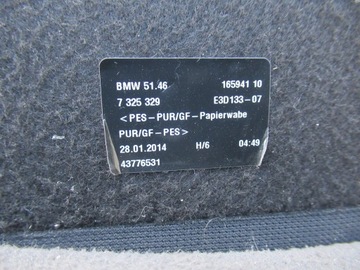 BMW 51.46 165941 10
7 325 329 E3D133-07
< PES-PUR/GF-Papierwabe
PUR/GF-PES>
28.01.2014 H/6 04:49
43776531